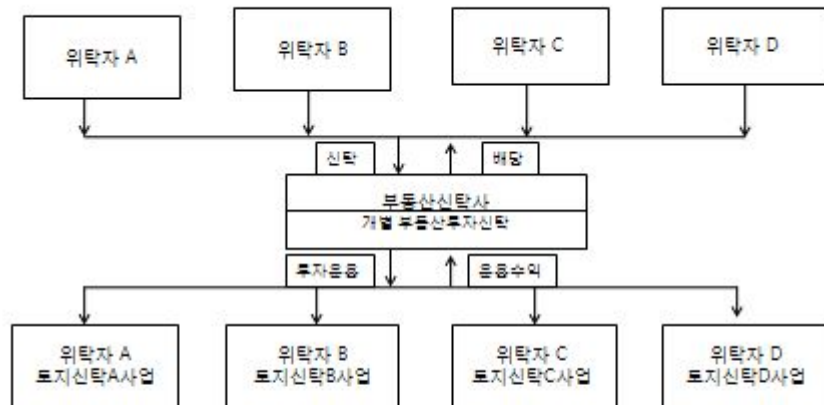 위탁자 A
위탁자 B
위탁자 C
위탁자 D
신탁
배당
부동산신탁사
개별 부동산투자신탁
투자운용
운용수익
위탁자 A
토지신탁A사업
위탁자 B
토지신탁B사업
위탁자 C
토지신탁C사업
위탁자 D
토지신탁D사업